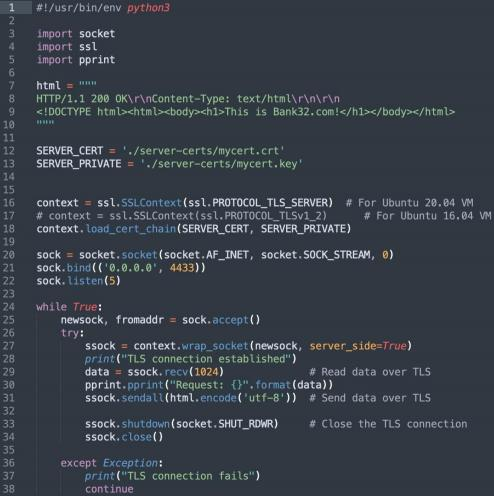 1 #!/usr/bin/env python3
2
3 import socket
4 import ssl
5 import pprint
6
7 html = """
8 HTTP/1.1 200 OK\r\nContent-Type: text/html\r\n\r\n
9 <!DOCTYPE html><html><body><h1>This is Bank32.com!</h1></body></html>
10 """
11
12 SERVER_CERT = './server-certs/mycert.crt'
13 SERVER_PRIVATE = './server-certs/mycert.key'
14
15
16 context = ssl.SSLContext(ssl.PROTOCOL_TLS_SERVER)  # For Ubuntu 20.04 VM
17 # context = ssl.SSLContext(ssl.PROTOCOL_TLSv1_2)      # For Ubuntu 16.04 VM
18 context.load_cert_chain(SERVER_CERT, SERVER_PRIVATE)
19
20 sock = socket.socket(socket.AF_INET, socket.SOCK_STREAM, 0)
21 sock.bind(('0.0.0.0', 4433))
22 sock.listen(5)
23
24 while True:
25     newsock, fromaddr = sock.accept()
26     try:
27         ssock = context.wrap_socket(newsock, server_side=True)
28         print("TLS connection established")
29         data = ssock.recv(1024)              # Read data over TLS
30         pprint.pprint("Request: {}".format(data))
31         ssock.sendall(html.encode('utf-8'))  # Send data over TLS
32
33         ssock.shutdown(socket.SHUT_RDWR)     # Close the TLS connection
34         ssock.close()
35
36     except Exception:
37         print("TLS connection fails")
38         continue